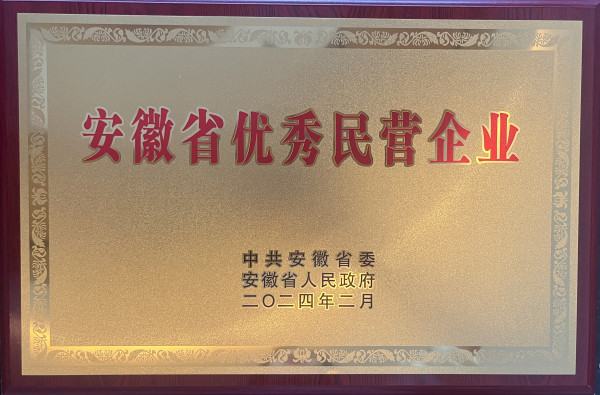 安徽省优秀民营企业
中共安徽省委
安徽省人民政府
二〇二四年二月